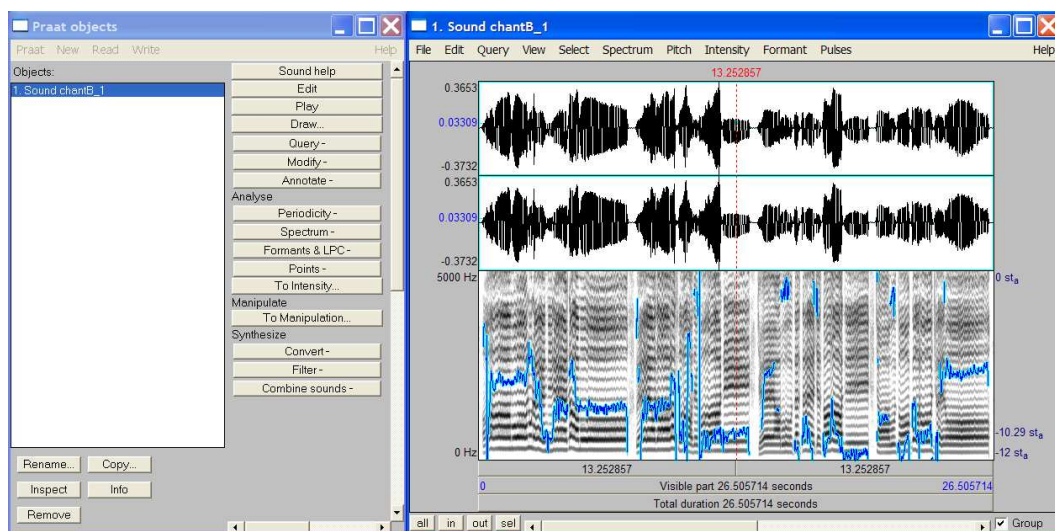 Praat objects
Praat New Read Write Help
Objects:
1. Sound chantB_1
Sound help
Edit
Play
Draw...
Query -
Modify -
Annotate -
Analyse
Periodicity -
Spectrum -
Formants & LPC -
Points -
To Intensity...
Manipulate
To Manipulation...
Synthesize
Convert -
Filter -
Combine sounds -
Rename... Copy...
Inspect Info
Remove
1. Sound chantB_1
File Edit Query View Select Spectrum Pitch Intensity Formant Pulses Help
13.252857
0.3653
0.03309
-0.3732
0.3653
0.03309
-0.3732
5000 Hz 0 stₐ
-10.29 stₐ
0 Hz -12 stₐ
13.252857 13.252857
0 Visible part 26.505714 seconds 26.505714
Total duration 26.505714 seconds
all in out sel Group